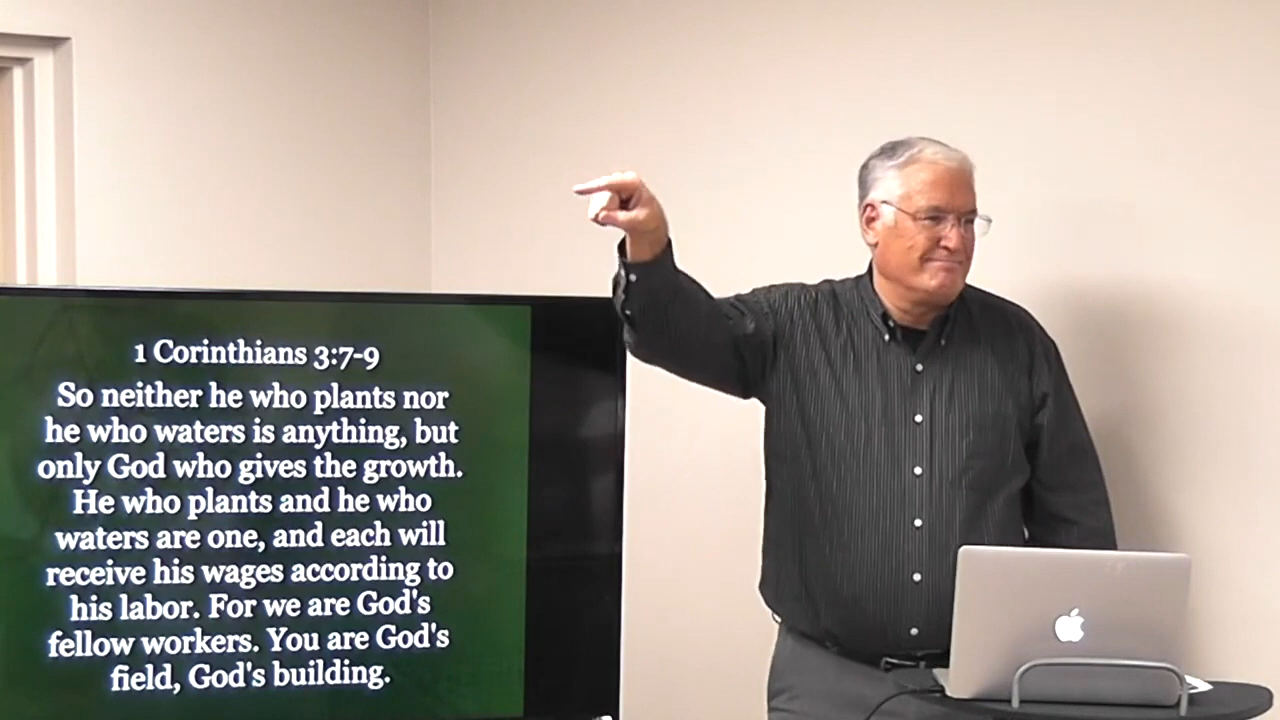 1 Corinthians 3:7-9
So neither he who plants nor
he who waters is anything, but
only God who gives the growth.
He who plants and he who
waters are one, and each will
receive his wages according to
his labor. For we are God's
fellow workers. You are God's
field, God's building.